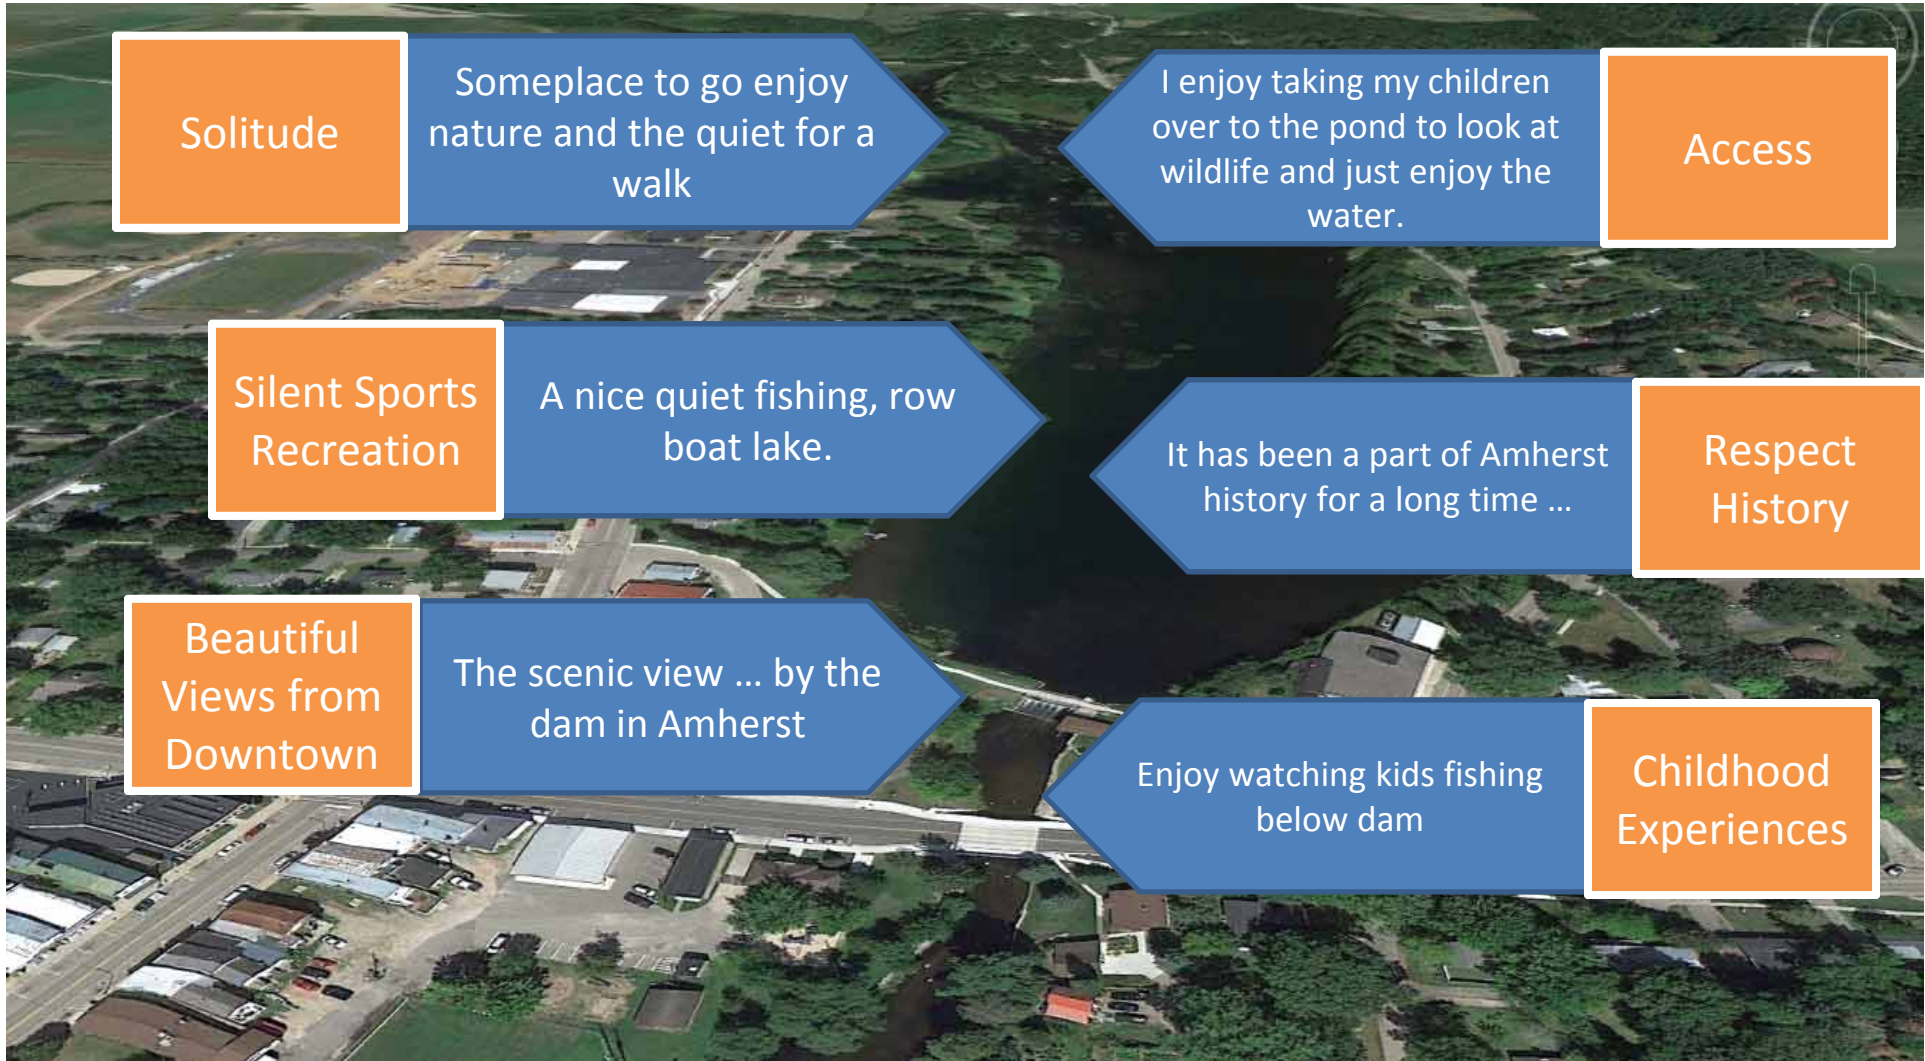 Solitude
Someplace to go enjoy
nature and the quiet for a
walk
I enjoy taking my children
over to the pond to look at
wildlife and just enjoy the
water.
Access
Silent Sports
Recreation
A nice quiet fishing, row
boat lake.
It has been a part of Amherst
history for a long time ...
Respect
History
Beautiful
Views from
Downtown
The scenic view ... by the
dam in Amherst
Enjoy watching kids fishing
below dam
Childhood
Experiences